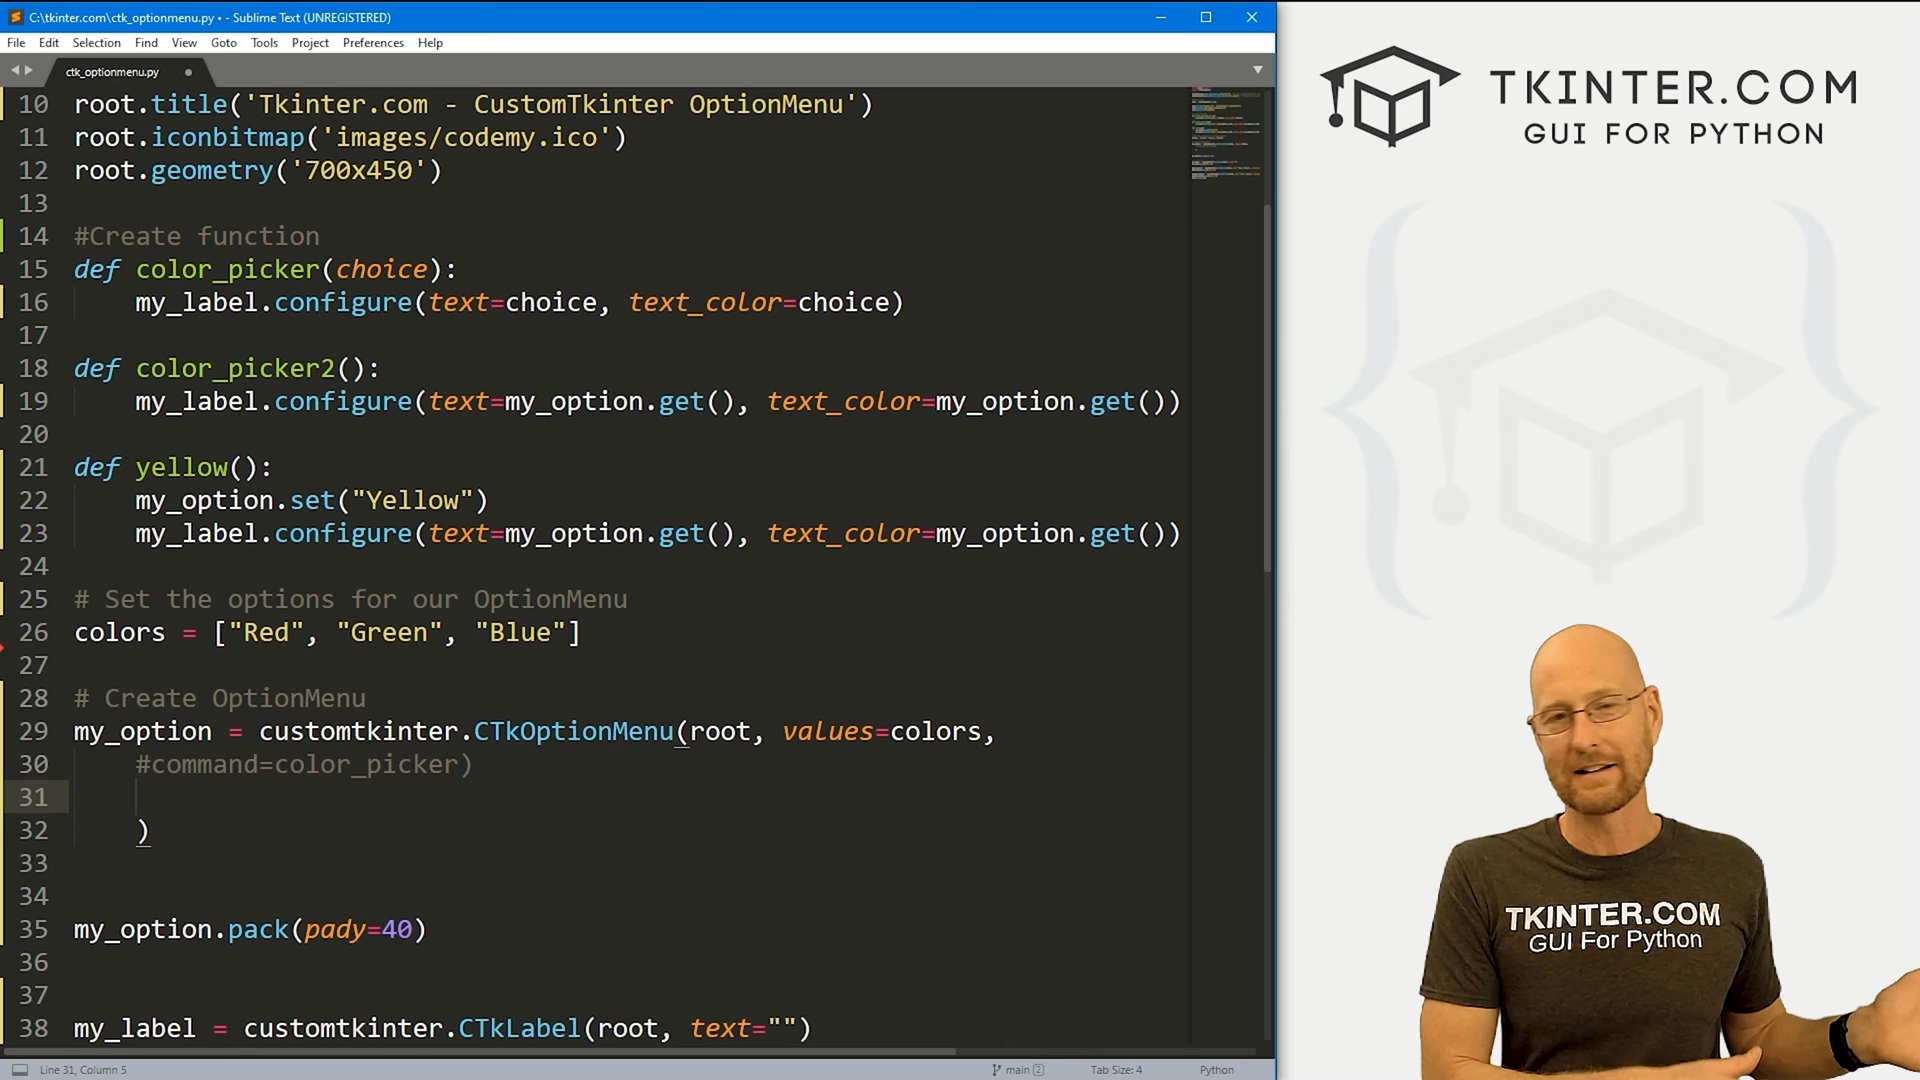 C:\tkinter.com\ctk_optionmenu.py • - Sublime Text (UNREGISTERED)
File Edit Selection Find View Goto Tools Project Preferences Help
ctk_optionmenu.py
10 root.title('Tkinter.com - CustomTkinter OptionMenu')
11 root.iconbitmap('images/codemy.ico')
12 root.geometry('700x450')
13
14 #Create function
15 def color_picker(choice):
16     my_label.configure(text=choice, text_color=choice)
17
18 def color_picker2():
19     my_label.configure(text=my_option.get(), text_color=my_option.get())
20
21 def yellow():
22     my_option.set("Yellow")
23     my_label.configure(text=my_option.get(), text_color=my_option.get())
24
25 # Set the options for our OptionMenu
26 colors = ["Red", "Green", "Blue"]
27
28 # Create OptionMenu
29 my_option = customtkinter.CTkOptionMenu(root, values=colors,
30     #command=color_picker)
31
32     )
33
34
35 my_option.pack(pady=40)
36
37
38 my_label = customtkinter.CTkLabel(root, text="")
Line 31, Column 5 main 2 Tab Size: 4 Python
TKINTER.COM
GUI FOR PYTHON
TKINTER.COM
GUI For Python